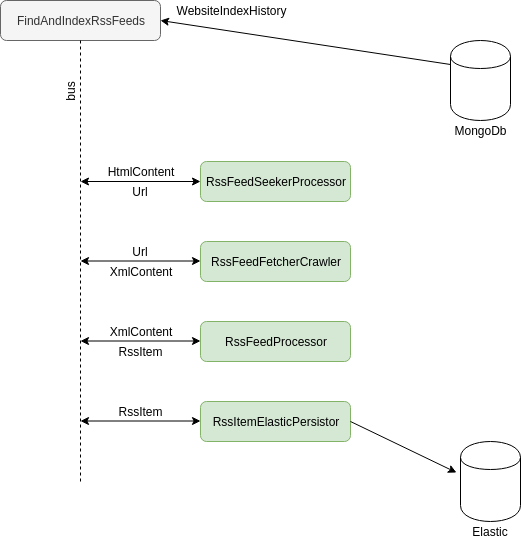 FindAndIndexRssFeeds
WebsiteIndexHistory
bus
MongoDb
HtmlContent
Url
RssFeedSeekerProcessor
Url
XmlContent
RssFeedFetcherCrawler
XmlContent
RssItem
RssFeedProcessor
RssItem
RssItemElasticPersistor
Elastic